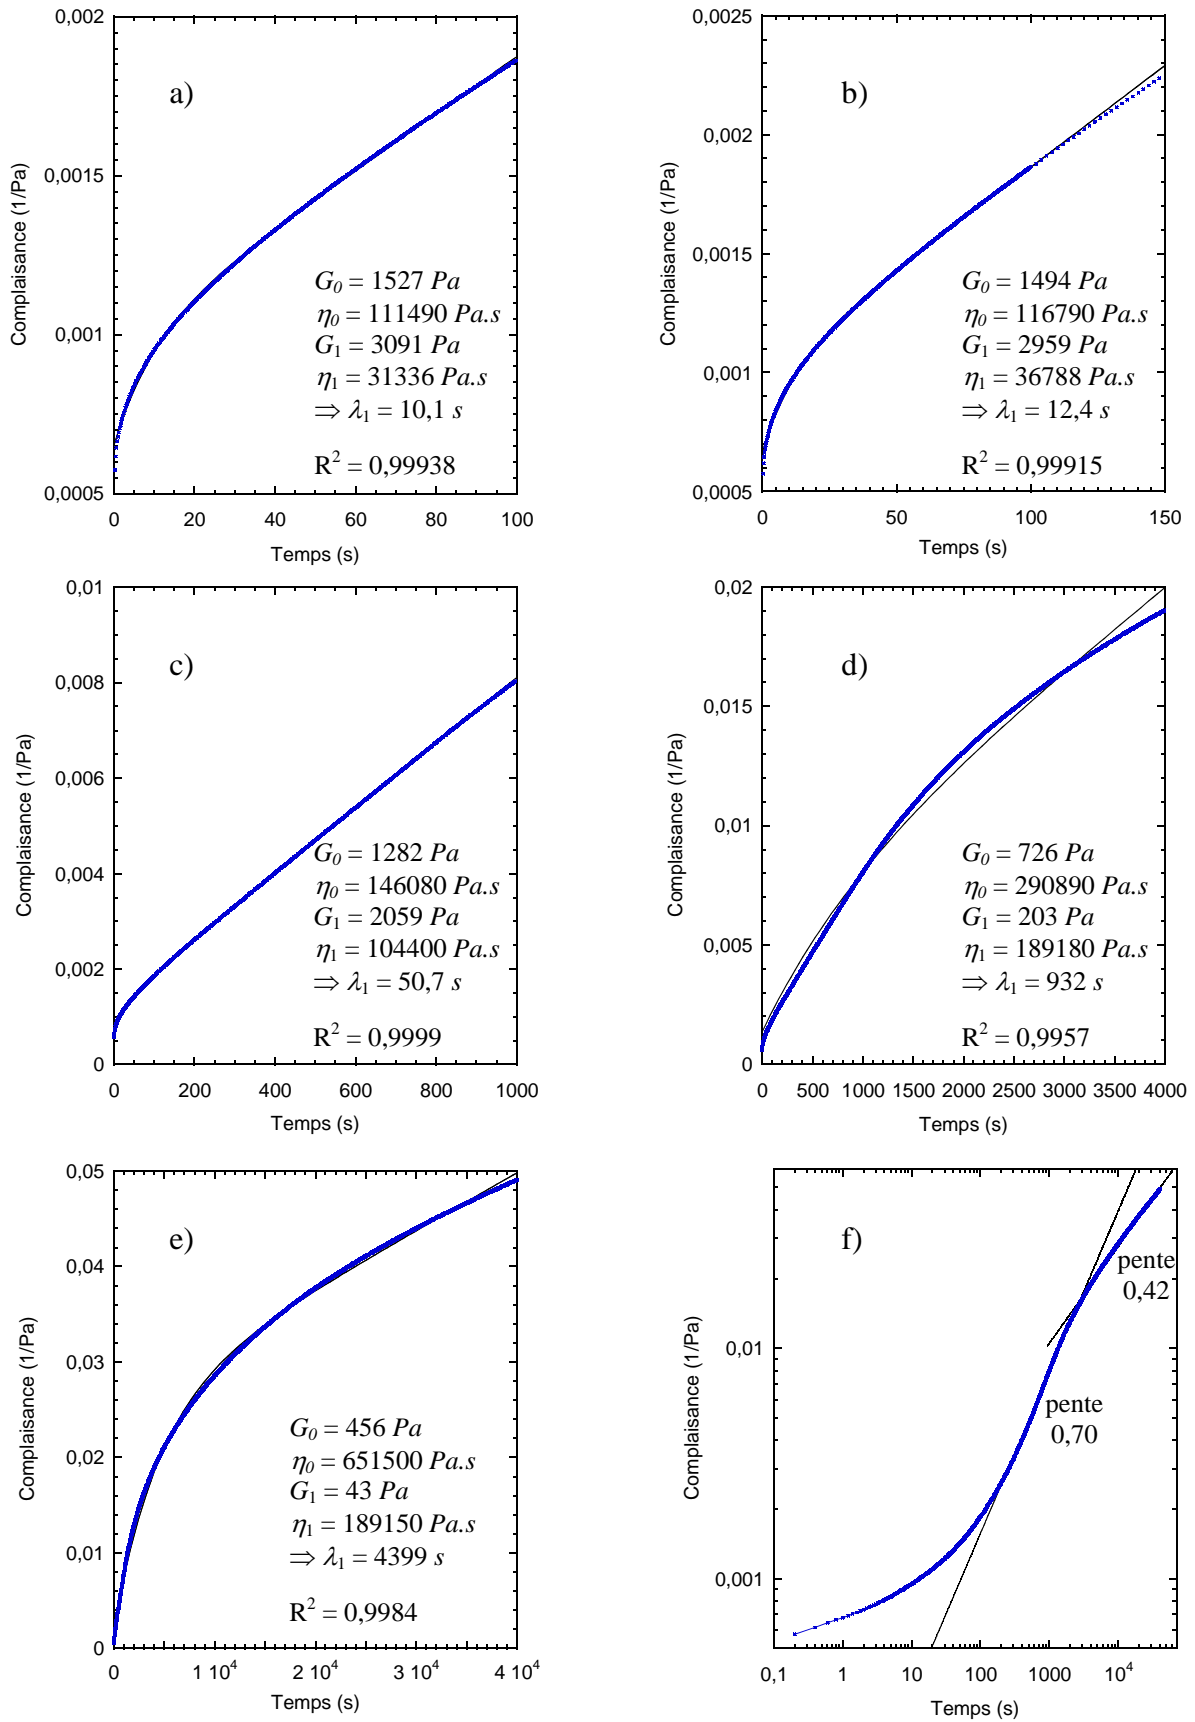 0,002
0,0015
0,001
0,0005
Complaisance (1/Pa)
a)
G₀ = 1527 Pa
η₀ = 111490 Pa.s
G₁ = 3091 Pa
η₁ = 31336 Pa.s
⇒ λ₁ = 10,1 s
R² = 0,99938
0 20 40 60 80 100
Temps (s)
0,0025
0,002
0,0015
0,001
0,0005
Complaisance (1/Pa)
b)
G₀ = 1494 Pa
η₀ = 116790 Pa.s
G₁ = 2959 Pa
η₁ = 36788 Pa.s
⇒ λ₁ = 12,4 s
R² = 0,99915
0 50 100 150
Temps (s)
0,01
0,008
0,006
0,004
0,002
0
Complaisance (1/Pa)
c)
G₀ = 1282 Pa
η₀ = 146080 Pa.s
G₁ = 2059 Pa
η₁ = 104400 Pa.s
⇒ λ₁ = 50,7 s
R² = 0,9999
0 200 400 600 800 1000
Temps (s)
0,02
0,015
0,01
0,005
0
Complaisance (1/Pa)
d)
G₀ = 726 Pa
η₀ = 290890 Pa.s
G₁ = 203 Pa
η₁ = 189180 Pa.s
⇒ λ₁ = 932 s
R² = 0,9957
0 500 1000 1500 2000 2500 3000 3500 4000
Temps (s)
0,05
0,04
0,03
0,02
0,01
0
Complaisance (1/Pa)
e)
G₀ = 456 Pa
η₀ = 651500 Pa.s
G₁ = 43 Pa
η₁ = 189150 Pa.s
⇒ λ₁ = 4399 s
R² = 0,9984
0 1 10⁴ 2 10⁴ 3 10⁴ 4 10⁴
Temps (s)
0,01
0,001
Complaisance (1/Pa)
f)
pente
0,42
pente
0,70
0,1 1 10 100 1000 10⁴
Temps (s)